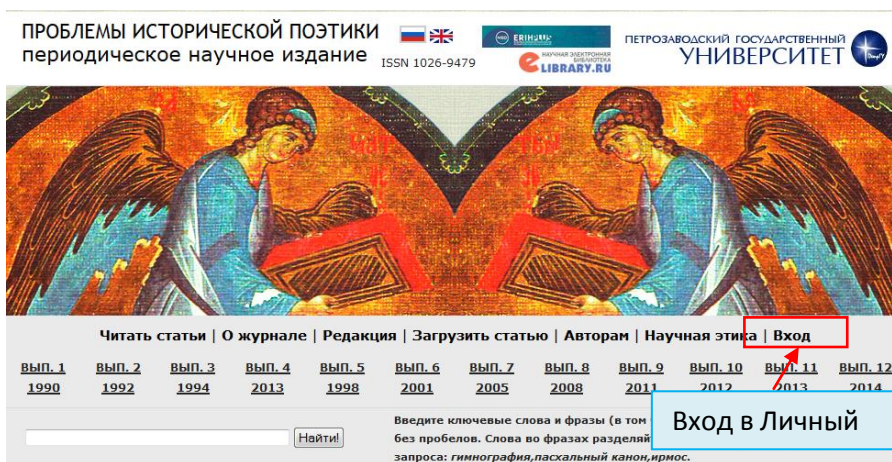 ПРОБЛЕМЫ ИСТОРИЧЕСКОЙ ПОЭТИКИ
периодическое научное издание
ISSN 1026-9479
ERIHPLUS
НАУЧНАЯ ЭЛЕКТРОННАЯ
БИБЛИОТЕКА
LIBRARY.RU
ПЕТРОЗАВОДСКИЙ ГОСУДАРСТВЕННЫЙ
УНИВЕРСИТЕТ
Читать статьи | О журнале | Редакция | Загрузить статью | Авторам | Научная этика | Вход
ВЫП. 1 ВЫП. 2 ВЫП. 3 ВЫП. 4 ВЫП. 5 ВЫП. 6 ВЫП. 7 ВЫП. 8 ВЫП. 9 ВЫП. 10 ВЫП. 11 ВЫП. 12
1990 1992 1994 2013 1998 2001 2005 2008 2011 2012 2013 2014
Найти!
Введите ключевые слова и фразы (в том
без пробелов. Слова во фразах разделяй
запроса: гимнография,пасхальный канон,ирмос.
Вход в Личный